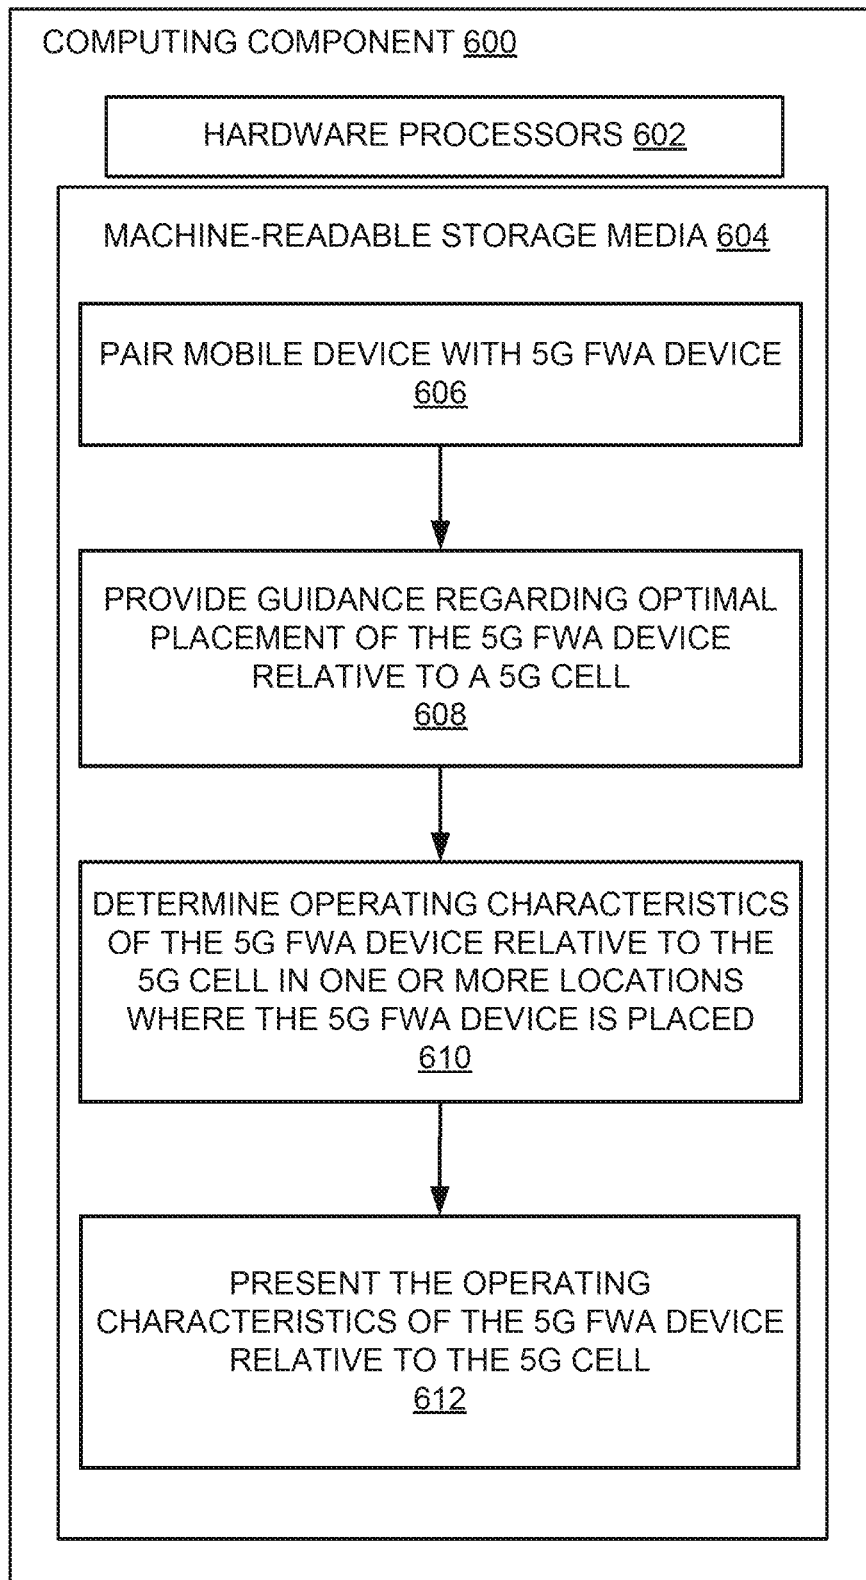 COMPUTING COMPONENT 600
HARDWARE PROCESSORS 602
MACHINE-READABLE STORAGE MEDIA 604
PAIR MOBILE DEVICE WITH 5G FWA DEVICE
606
PROVIDE GUIDANCE REGARDING OPTIMAL
PLACEMENT OF THE 5G FWA DEVICE
RELATIVE TO A 5G CELL
608
DETERMINE OPERATING CHARACTERISTICS
OF THE 5G FWA DEVICE RELATIVE TO THE
5G CELL IN ONE OR MORE LOCATIONS
WHERE THE 5G FWA DEVICE IS PLACED
610
PRESENT THE OPERATING
CHARACTERISTICS OF THE 5G FWA DEVICE
RELATIVE TO THE 5G CELL
612